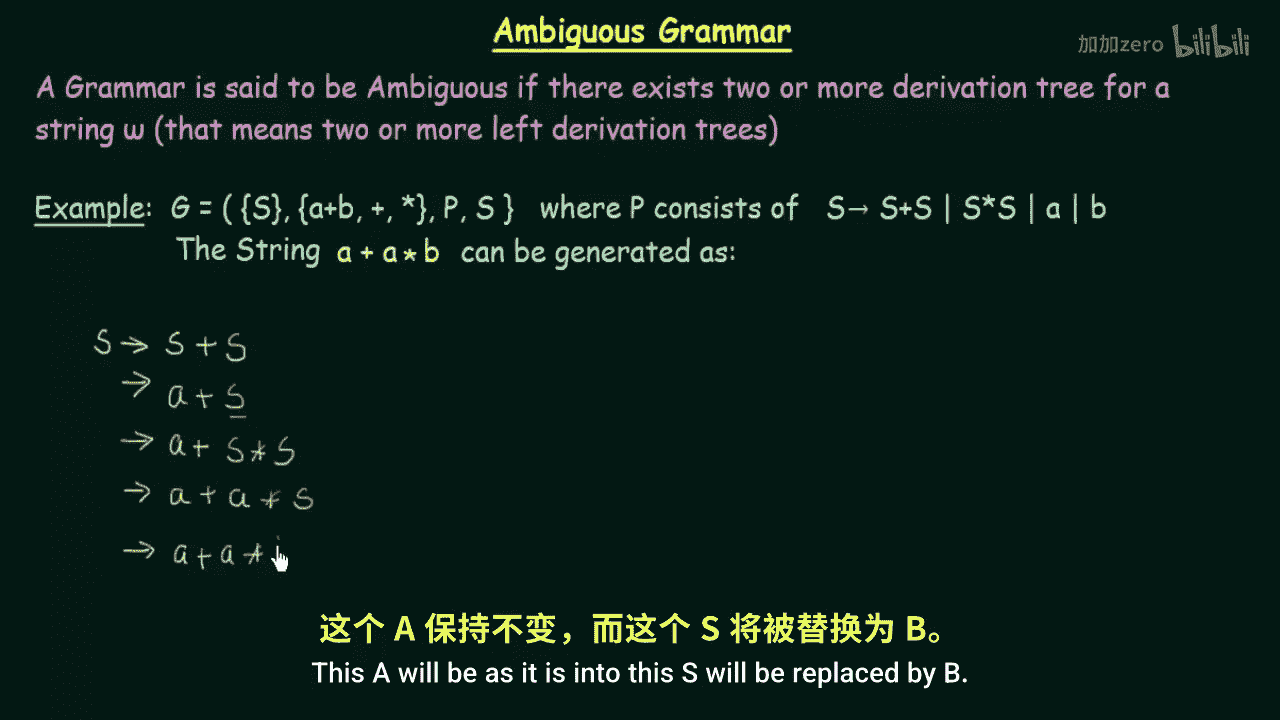 Ambiguous Grammar
加加zero bilibili
A Grammar is said to be Ambiguous if there exists two or more derivation tree for a
string w (that means two or more left derivation trees)
Example: G = ( {S}, {a+b, +, *}, P, S } where P consists of S→ S+S | S*S | a | b
The String a + a * b can be generated as:
S → S + S
→ a + S
→ a + S * S
→ a + a * S
→ a + a *
这个 A 保持不变，而这个 S 将被替换为 B。
This A will be as it is into this S will be replaced by B.